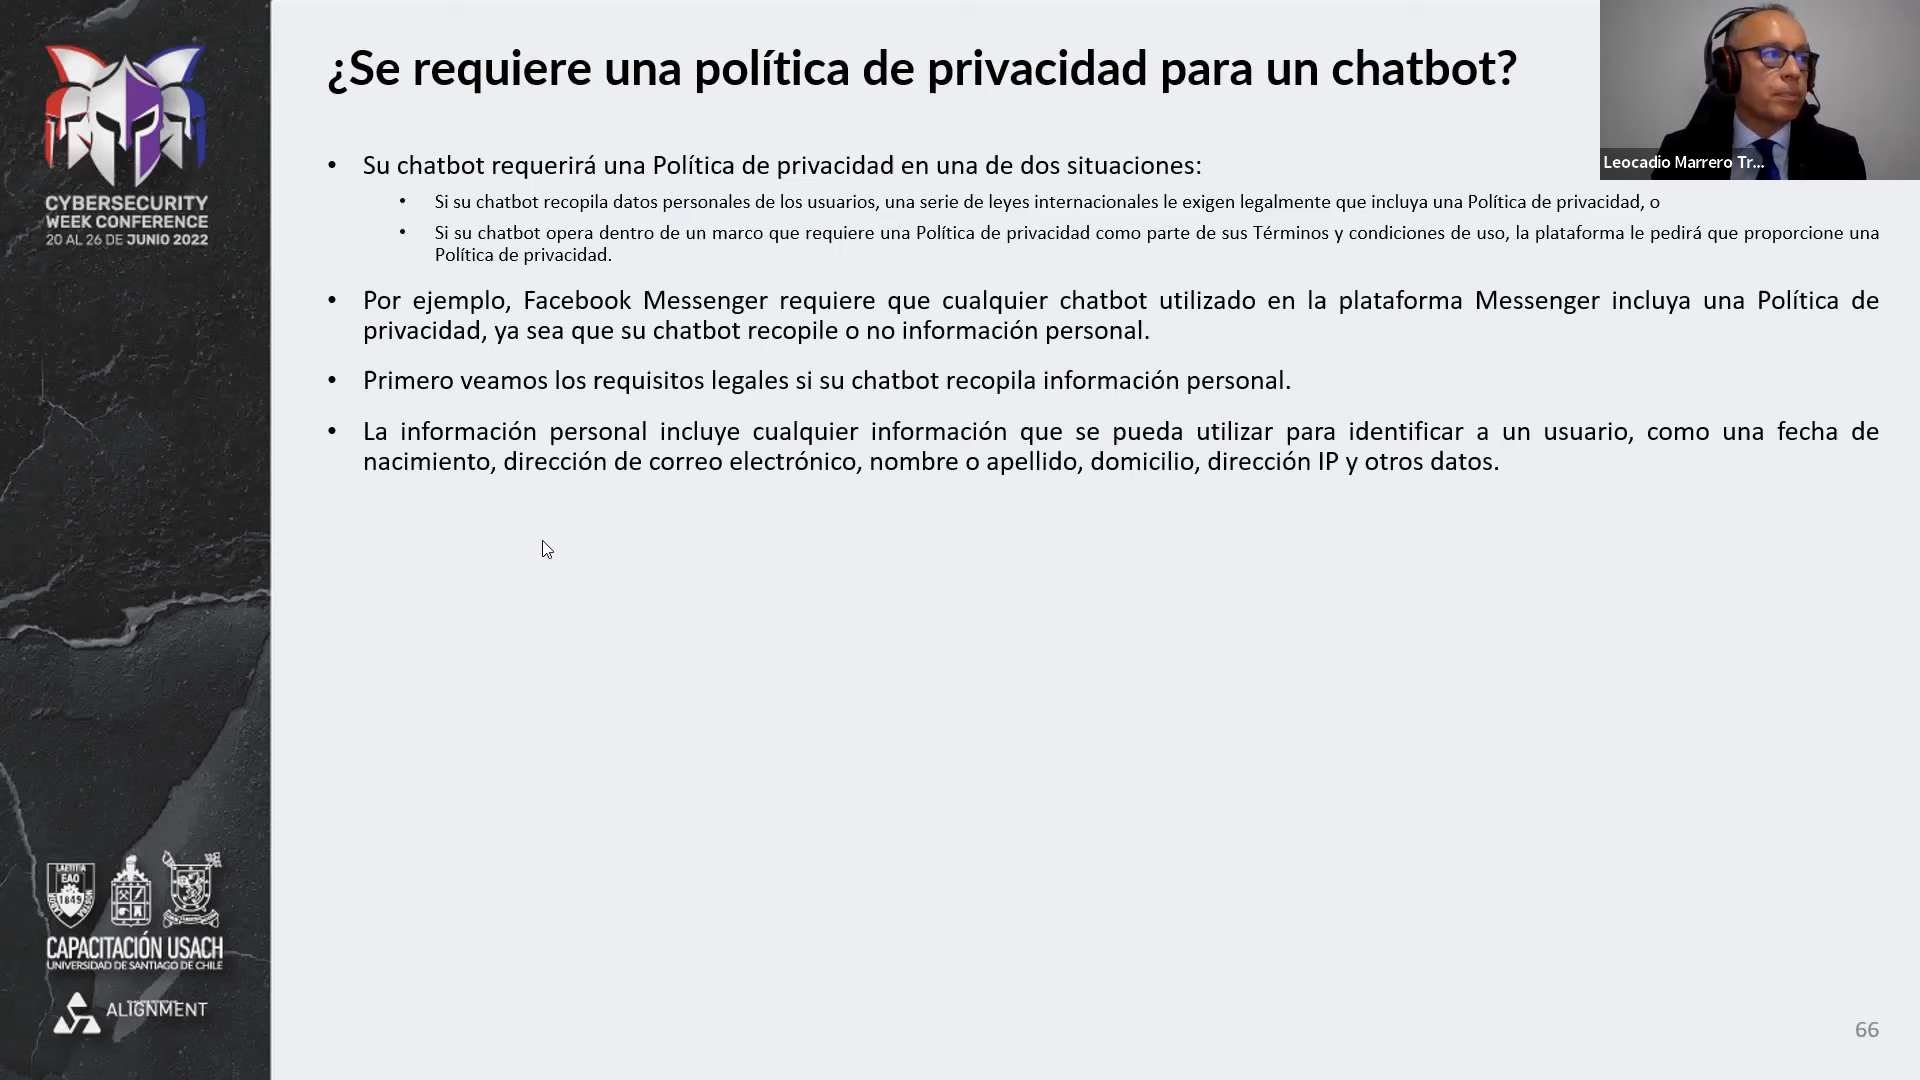 ¿Se requiere una política de privacidad para un chatbot?
Leocadio Marrero Tr...
• Su chatbot requerirá una Política de privacidad en una de dos situaciones:
• Si su chatbot recopila datos personales de los usuarios, una serie de leyes internacionales le exigen legalmente que incluya una Política de privacidad, o
• Si su chatbot opera dentro de un marco que requiere una Política de privacidad como parte de sus Términos y condiciones de uso, la plataforma le pedirá que proporcione una
Política de privacidad.
• Por ejemplo, Facebook Messenger requiere que cualquier chatbot utilizado en la plataforma Messenger incluya una Política de
privacidad, ya sea que su chatbot recopile o no información personal.
• Primero veamos los requisitos legales si su chatbot recopila información personal.
• La información personal incluye cualquier información que se pueda utilizar para identificar a un usuario, como una fecha de
nacimiento, dirección de correo electrónico, nombre o apellido, domicilio, dirección IP y otros datos.
CYBERSECURITY
WEEK CONFERENCE
20 AL 26 DE JUNIO 2022
LAETITIA
EAO
1849
CAPACITACIÓN USACH
UNIVERSIDAD DE SANTIAGO DE CHILE
ALIGNMENT
66